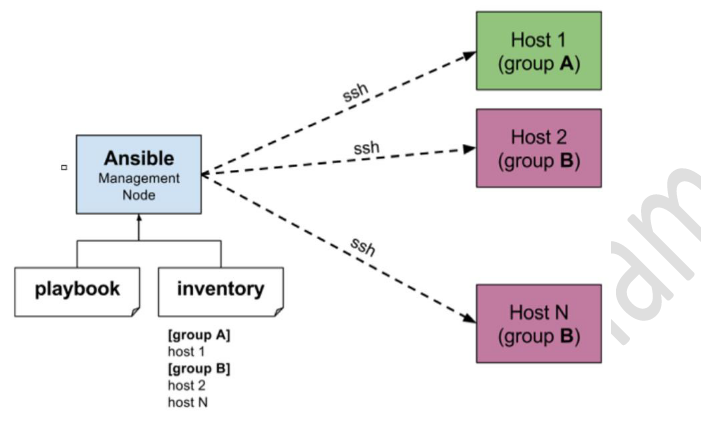 Host 1
(group A)
ssh
Host 2
(group B)
ssh
Ansible
Management
Node
ssh
playbook
inventory
Host N
(group B)
[group A]
host 1
[group B]
host 2
host N